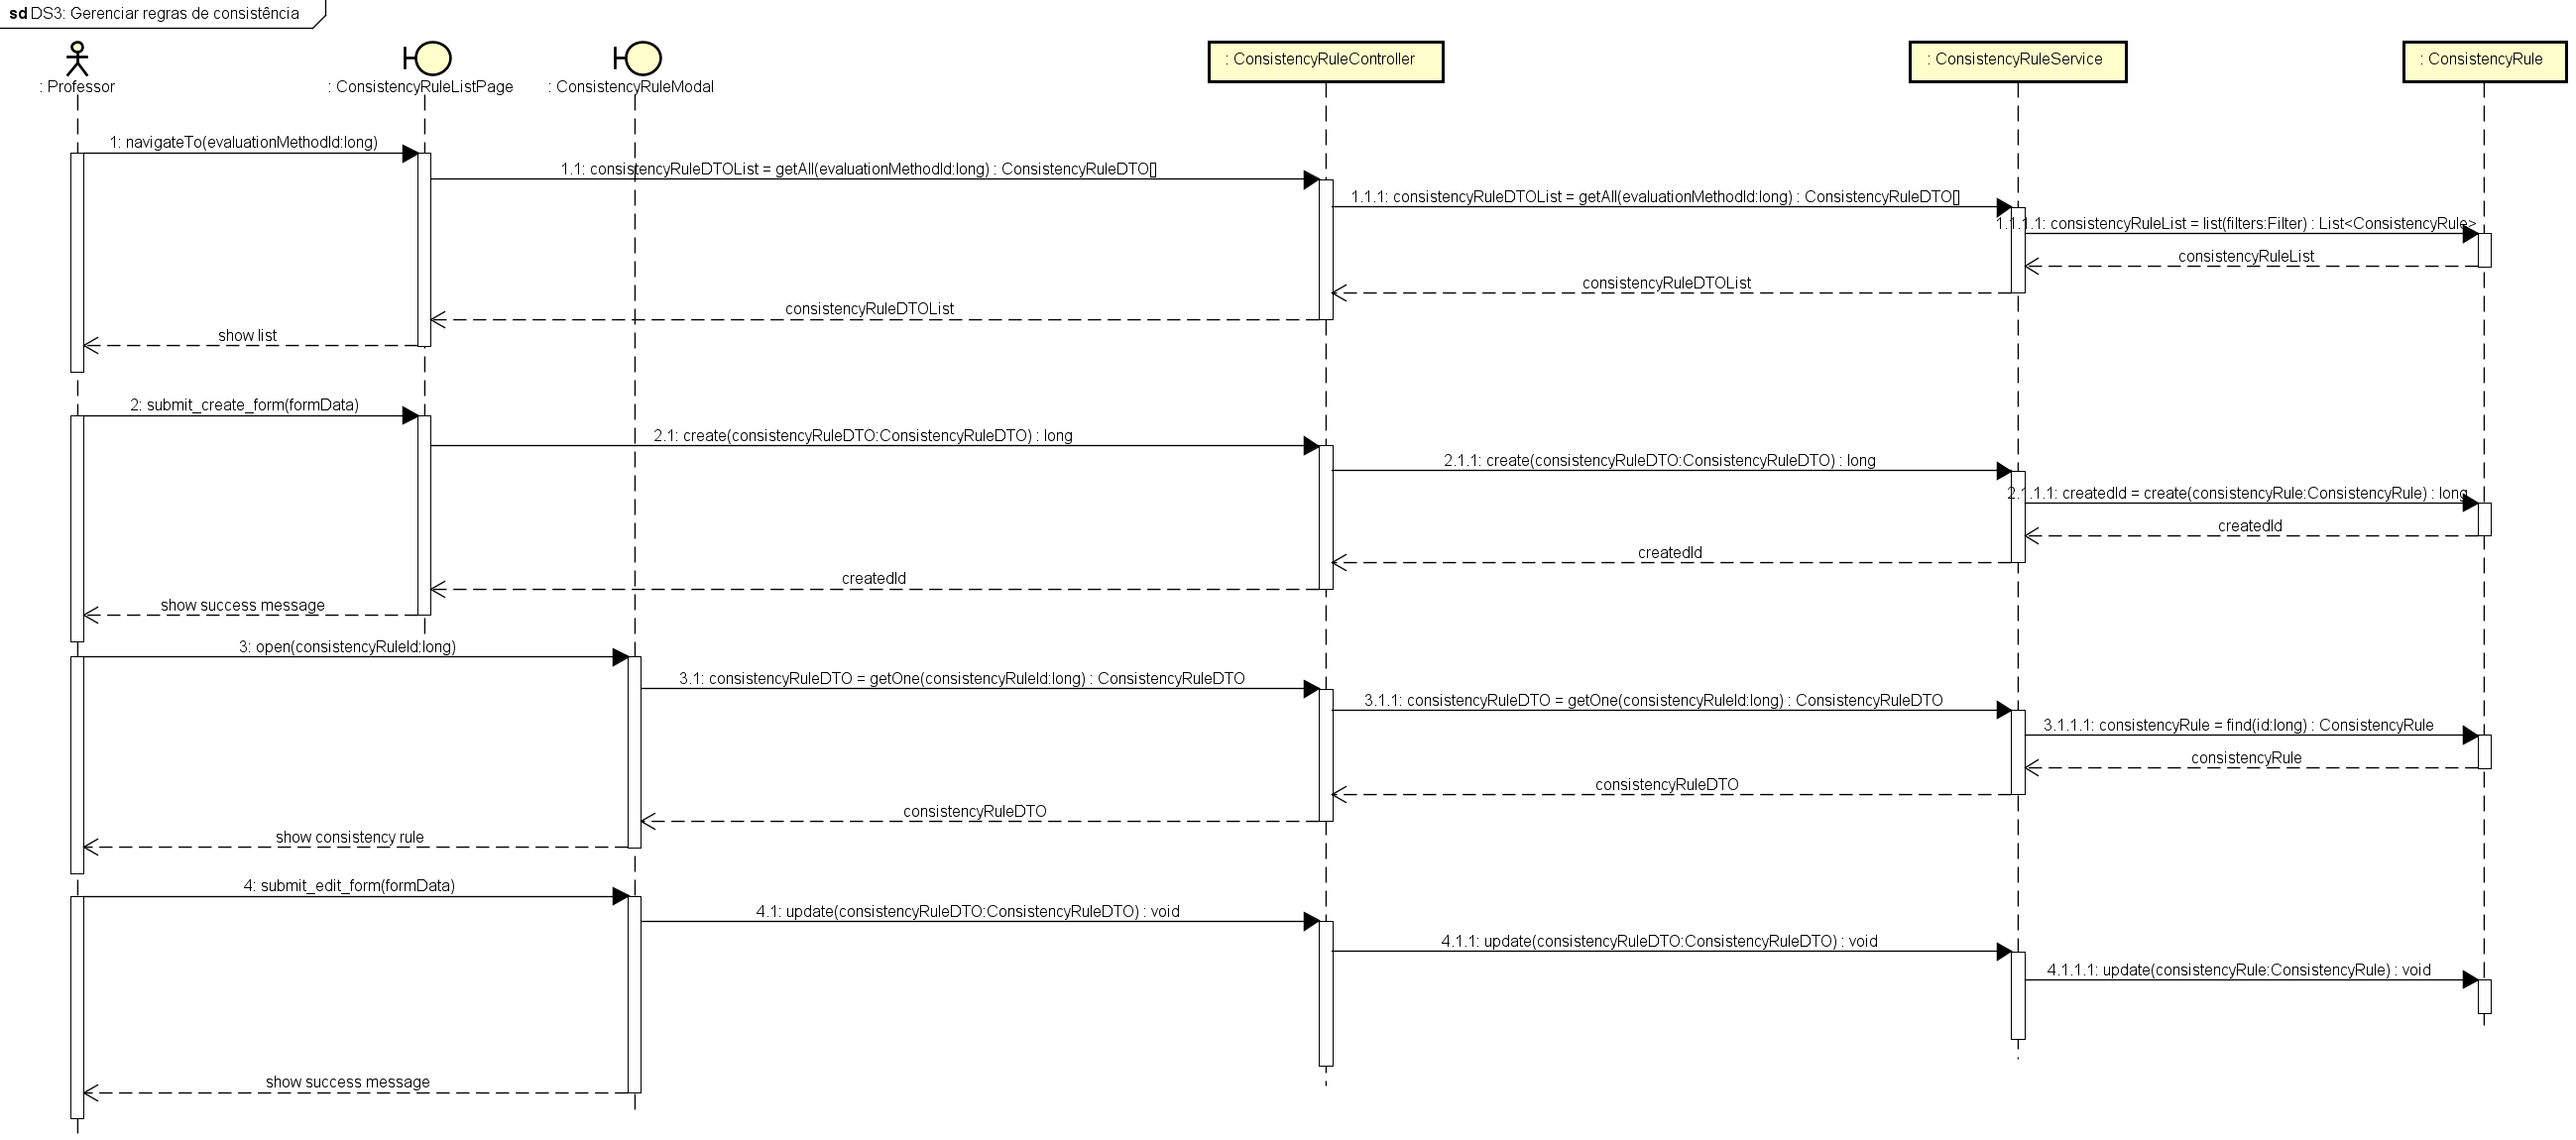 sd DS3: Gerenciar regras de consistência
: Professor
: ConsistencyRuleListPage
: ConsistencyRuleModal
: ConsistencyRuleController
: ConsistencyRuleService
: ConsistencyRule
1: navigateTo(evaluationMethodId:long)
1.1: consistencyRuleDTOList = getAll(evaluationMethodId:long) : ConsistencyRuleDTO[]
1.1.1: consistencyRuleDTOList = getAll(evaluationMethodId:long) : ConsistencyRuleDTO[]
1.1.1.1: consistencyRuleList = list(filters:Filter) : List<ConsistencyRule>
consistencyRuleList
consistencyRuleDTOList
consistencyRuleDTOList
show list
2: submit_create_form(formData)
2.1: create(consistencyRuleDTO:ConsistencyRuleDTO) : long
2.1.1: create(consistencyRuleDTO:ConsistencyRuleDTO) : long
2.1.1.1: createdId = create(consistencyRule:ConsistencyRule) : long
createdId
createdId
createdId
show success message
3: open(consistencyRuleId:long)
3.1: consistencyRuleDTO = getOne(consistencyRuleId:long) : ConsistencyRuleDTO
3.1.1: consistencyRuleDTO = getOne(consistencyRuleId:long) : ConsistencyRuleDTO
3.1.1.1: consistencyRule = find(id:long) : ConsistencyRule
consistencyRule
consistencyRuleDTO
consistencyRuleDTO
show consistency rule
4: submit_edit_form(formData)
4.1: update(consistencyRuleDTO:ConsistencyRuleDTO) : void
4.1.1: update(consistencyRuleDTO:ConsistencyRuleDTO) : void
4.1.1.1: update(consistencyRule:ConsistencyRule) : void
show success message